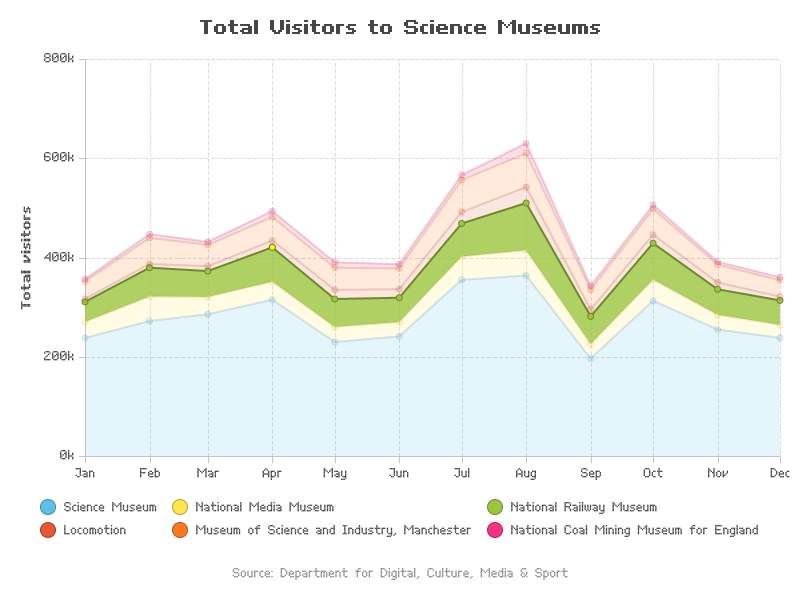 Total Visitors to Science Museums
Total visitors
800k
600k
400k
200k
0k
Jan Feb Mar Apr May Jun Jul Aug Sep Oct Nov Dec
Science Museum National Media Museum National Railway Museum
Locomotion Museum of Science and Industry, Manchester National Coal Mining Museum for England
Source: Department for Digital, Culture, Media & Sport